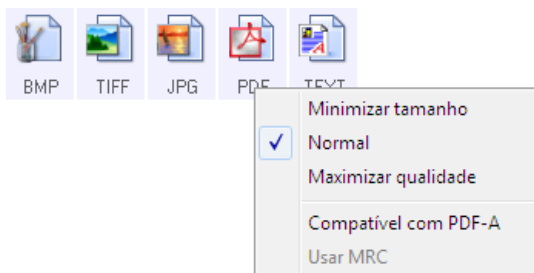 BMP TIFF JPG PDF TEXT
Minimizar tamanho
Normal
Maximizar qualidade
Compatível com PDF-A
Usar MRC